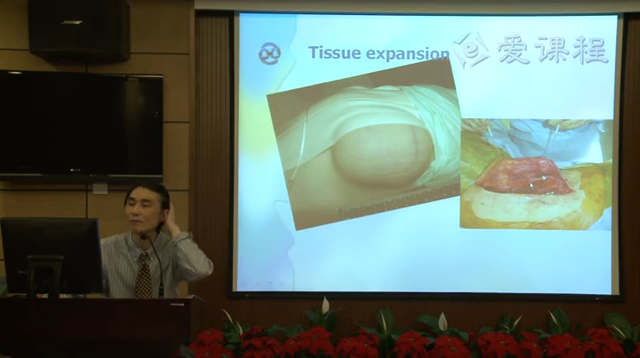 Tissue expansion
爱课程